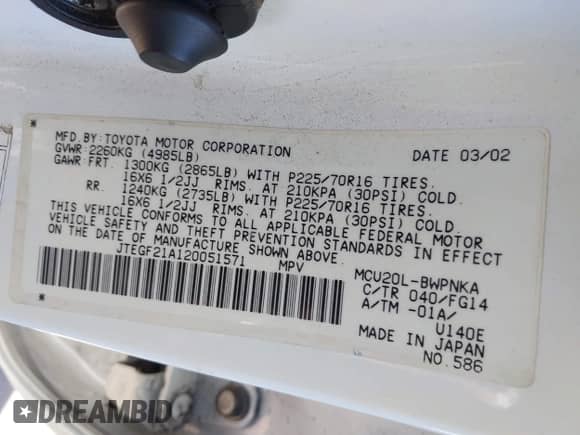 MFD. BY: TOYOTA MOTOR CORPORATION DATE 03/02
GVWR: 2260KG (4985LB)
GAWR: FRT. 1300KG (2865LB) WITH P225/70R16 TIRES.
16X6 1/2JJ RIMS. AT 210KPA (30PSI) COLD.
RR. 1240KG (2735LB) WITH P225/70R16 TIRES.
16X6 1/2JJ RIMS. AT 210KPA (30PSI) COLD.
THIS VEHICLE CONFORMS TO ALL APPLICABLE FEDERAL MOTOR
VEHICLE SAFETY AND THEFT PREVENTION STANDARDS IN EFFECT
ON THE DATE OF MANUFACTURE SHOWN ABOVE.
JTEGF21A120051571 MPV
MCU20L-BWPNKA
C/TR 040/FG14
A/TM -01A/
U140E
MADE IN JAPAN
NO. 586
DREAMBID